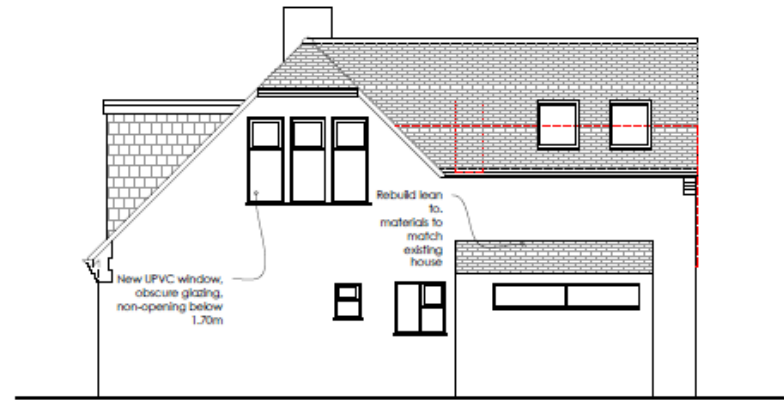 Rebuild lean
to.
materials to
match
existing
house
New UPVC window,
obscure glazing,
non-opening below
1.70m